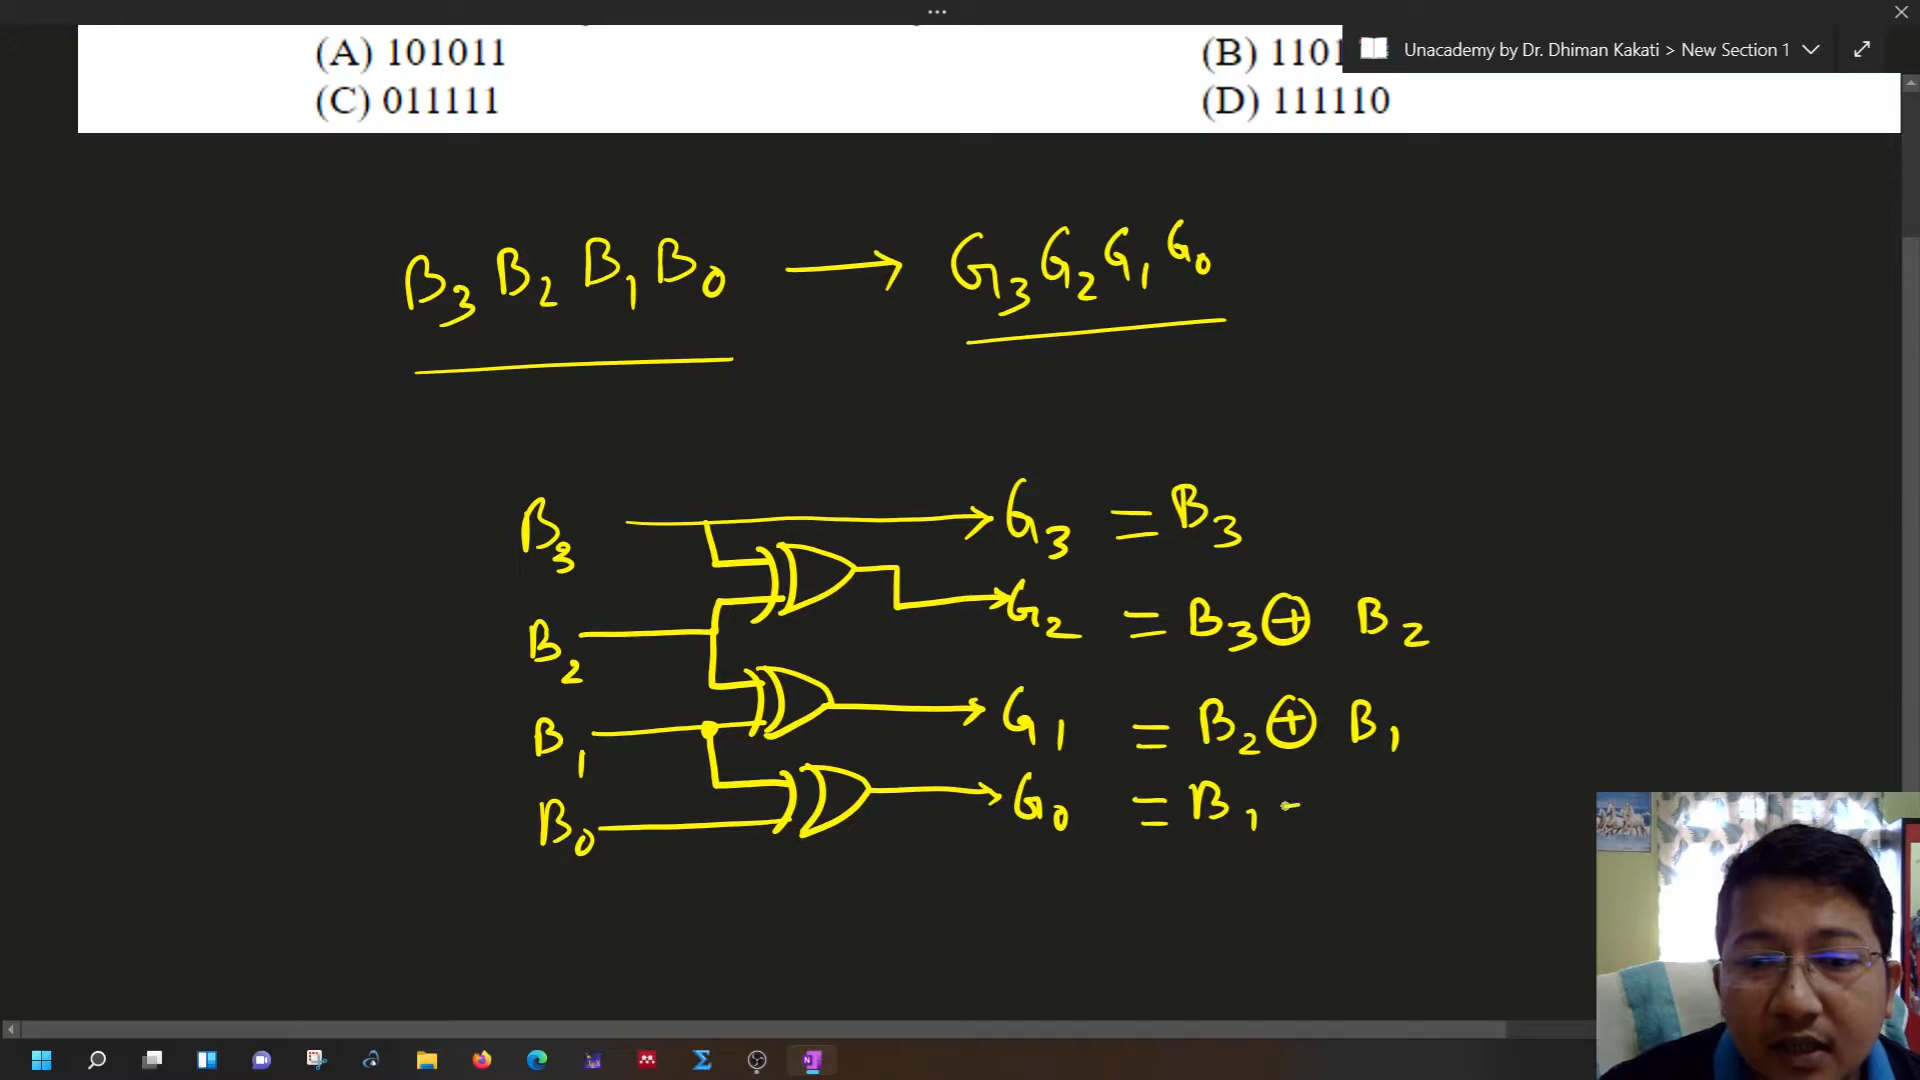 (A) 101011
(B) 1101
Unacademy by Dr. Dhiman Kakati > New Section 1
(C) 011111
(D) 111110
B₃ B₂ B₁ B₀ → G₃ G₂ G₁ G₀
B₃ G₃ = B₃
B₂ G₂ = B₃ ⊕ B₂
B₁ G₁ = B₂ ⊕ B₁
B₀ G₀ = B₁ -